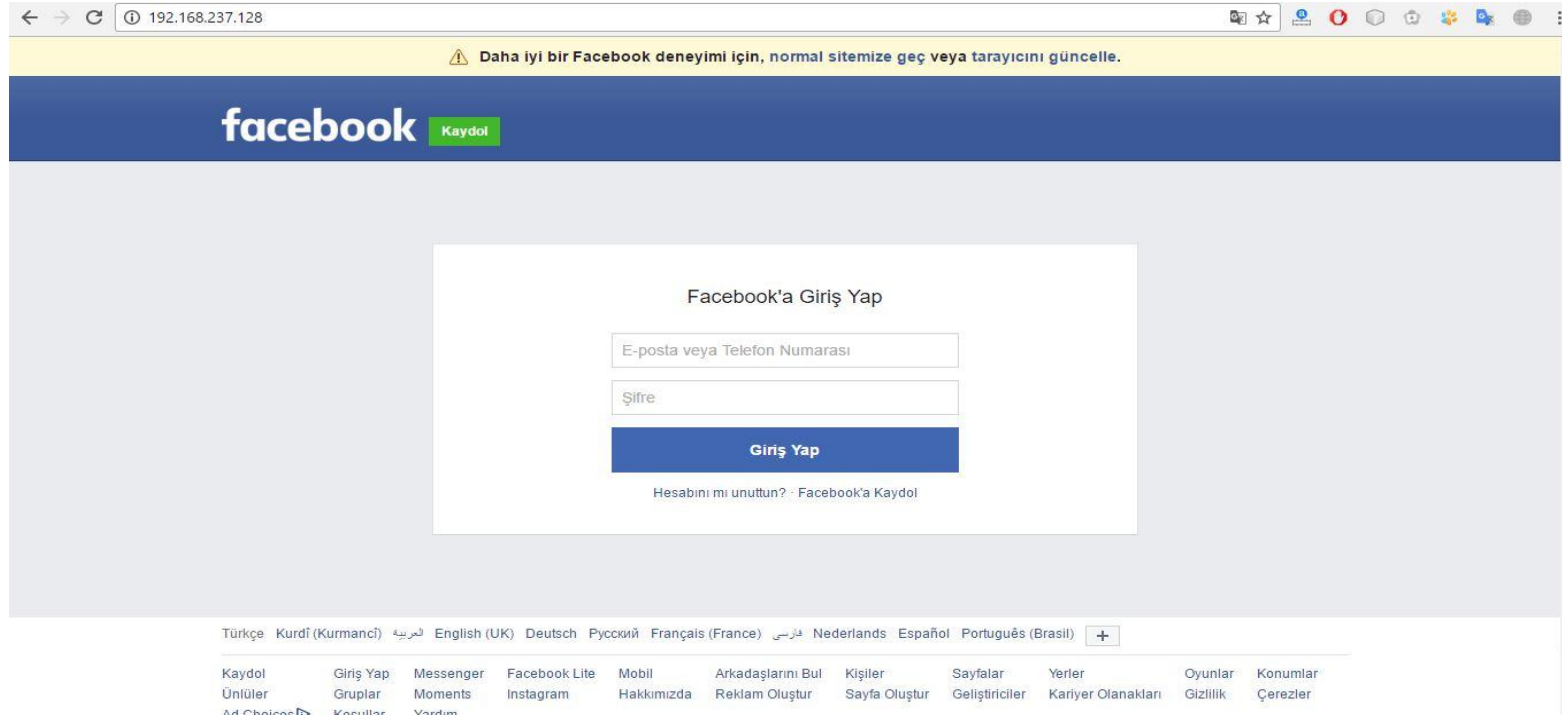 192.168.237.128
Daha iyi bir Facebook deneyimi için, normal sitemize geç veya tarayıcını güncelle.
facebook Kaydol
Facebook'a Giriş Yap
E-posta veya Telefon Numarası
Şifre
Giriş Yap
Hesabını mı unuttun? · Facebook'a Kaydol
Türkçe Kurdî (Kurmancî) العربية English (UK) Deutsch Русский Français (France) فارسی Nederlands Español Português (Brasil) +
Kaydol Giriş Yap Messenger Facebook Lite Mobil Arkadaşlarını Bul Kişiler Sayfalar Yerler Oyunlar Konumlar
Ünlüler Gruplar Moments Instagram Hakkımızda Reklam Oluştur Sayfa Oluştur Geliştiriciler Kariyer Olanakları Gizlilik Çerezler
Ad Choices Koşullar Yardım